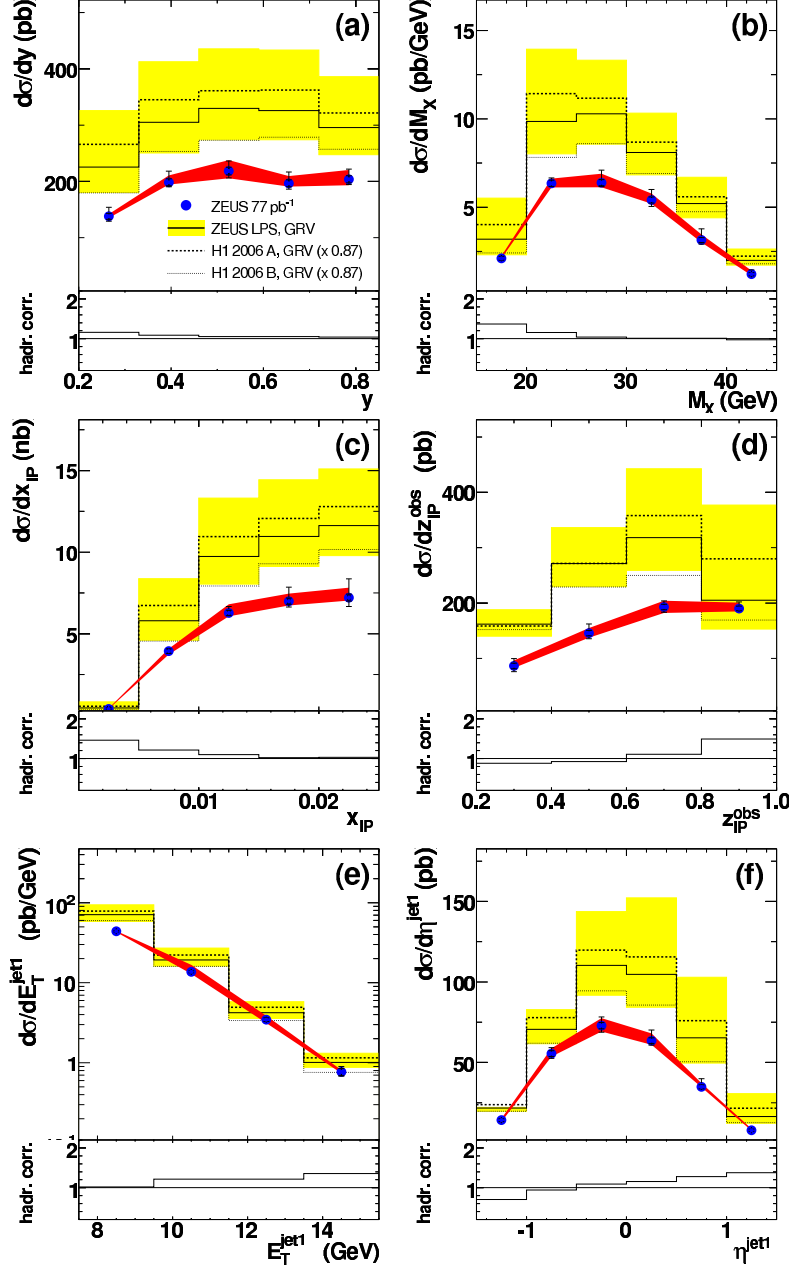 (a)
dσ/dy (pb)
400
200
ZEUS 77 pb⁻¹
ZEUS LPS, GRV
H1 2006 A, GRV (x 0.87)
H1 2006 B, GRV (x 0.87)
hadr. corr.
2
1
0.2 0.4 0.6 0.8
y
(b)
dσ/dM_X (pb/GeV)
15
10
5
hadr. corr.
2
1
20 30 40
M_X (GeV)
(c)
dσ/dx_IP (nb)
15
10
5
hadr. corr.
2
1
0.01 0.02
x_IP
(d)
dσ/dz_IP^obs (pb)
400
200
hadr. corr.
2
1
0.2 0.4 0.6 0.8 1.0
z_IP^obs
(e)
dσ/dE_T^jet1 (pb/GeV)
10²
10
1
hadr. corr.
2
1
8 10 12 14
E_T^jet1 (GeV)
(f)
dσ/dη^jet1 (pb)
150
100
50
hadr. corr.
2
1
-1 0 1
η^jet1